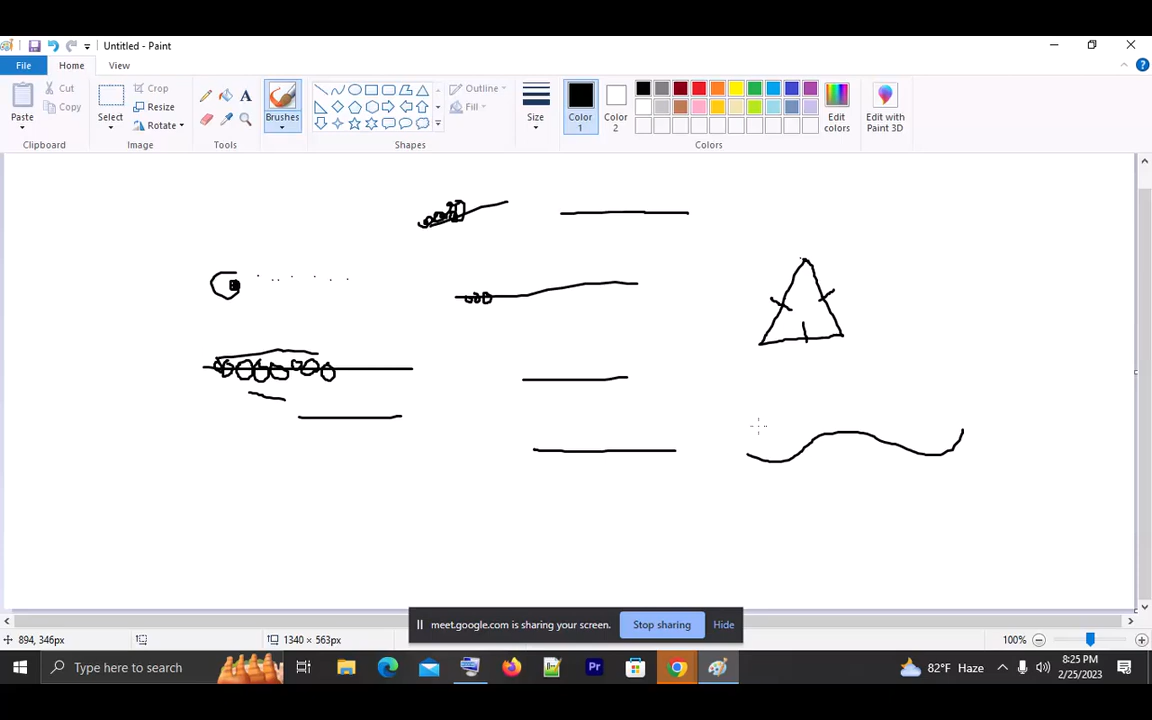 Untitled - Paint
File Home View
Cut
Copy
Paste
Clipboard
Select
Crop
Resize
Rotate
Image
A
Tools
Brushes
Outline
Fill
Shapes
Size
Color 1
Color 2
Edit colors
Edit with Paint 3D
Colors
meet.google.com is sharing your screen. Stop sharing Hide
894, 346px 1340 × 563px 100%
Type here to search
Pr
82°F Haze
8:25 PM
2/25/2023